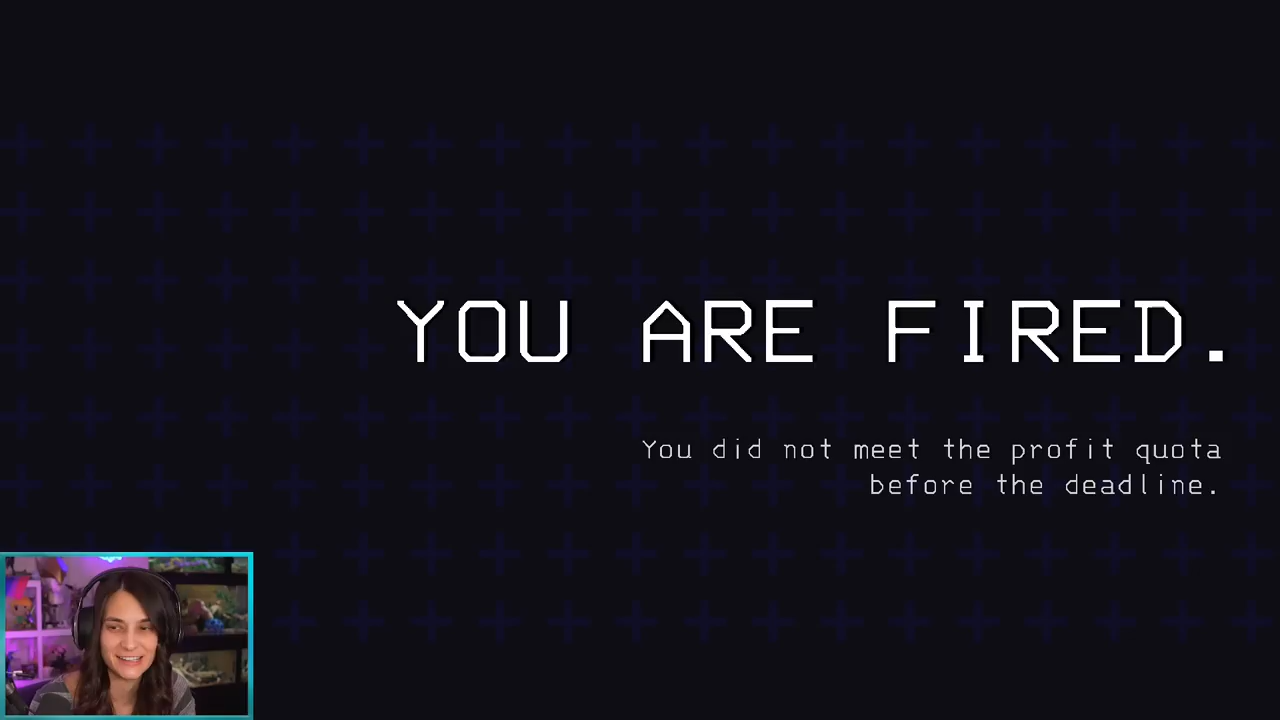 YOU ARE FIRED.
You did not meet the profit quota
before the deadline.